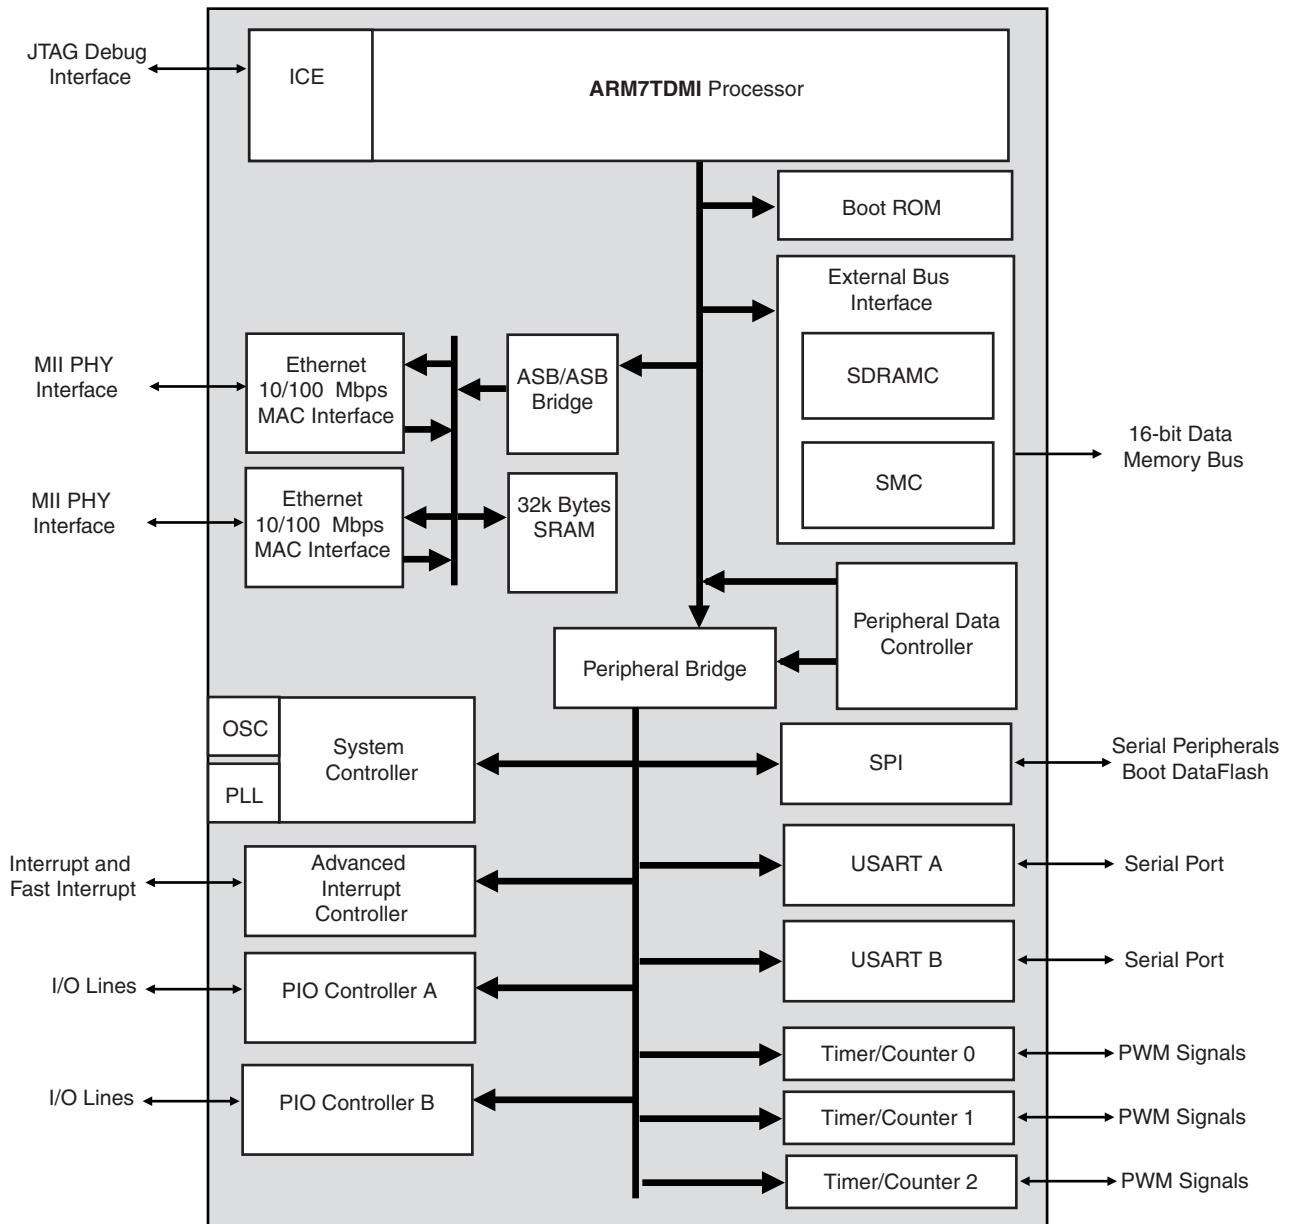 JTAG Debug
Interface
ICE
ARM7TDMI Processor
Boot ROM
External Bus
Interface
SDRAMC
SMC
16-bit Data
Memory Bus
MII PHY
Interface
Ethernet
10/100 Mbps
MAC Interface
ASB/ASB
Bridge
MII PHY
Interface
Ethernet
10/100 Mbps
MAC Interface
32k Bytes
SRAM
Peripheral Data
Controller
Peripheral Bridge
OSC
PLL
System
Controller
SPI
Serial Peripherals
Boot DataFlash
Interrupt and
Fast Interrupt
Advanced
Interrupt
Controller
USART A
Serial Port
I/O Lines
PIO Controller A
USART B
Serial Port
Timer/Counter 0
PWM Signals
I/O Lines
PIO Controller B
Timer/Counter 1
PWM Signals
Timer/Counter 2
PWM Signals